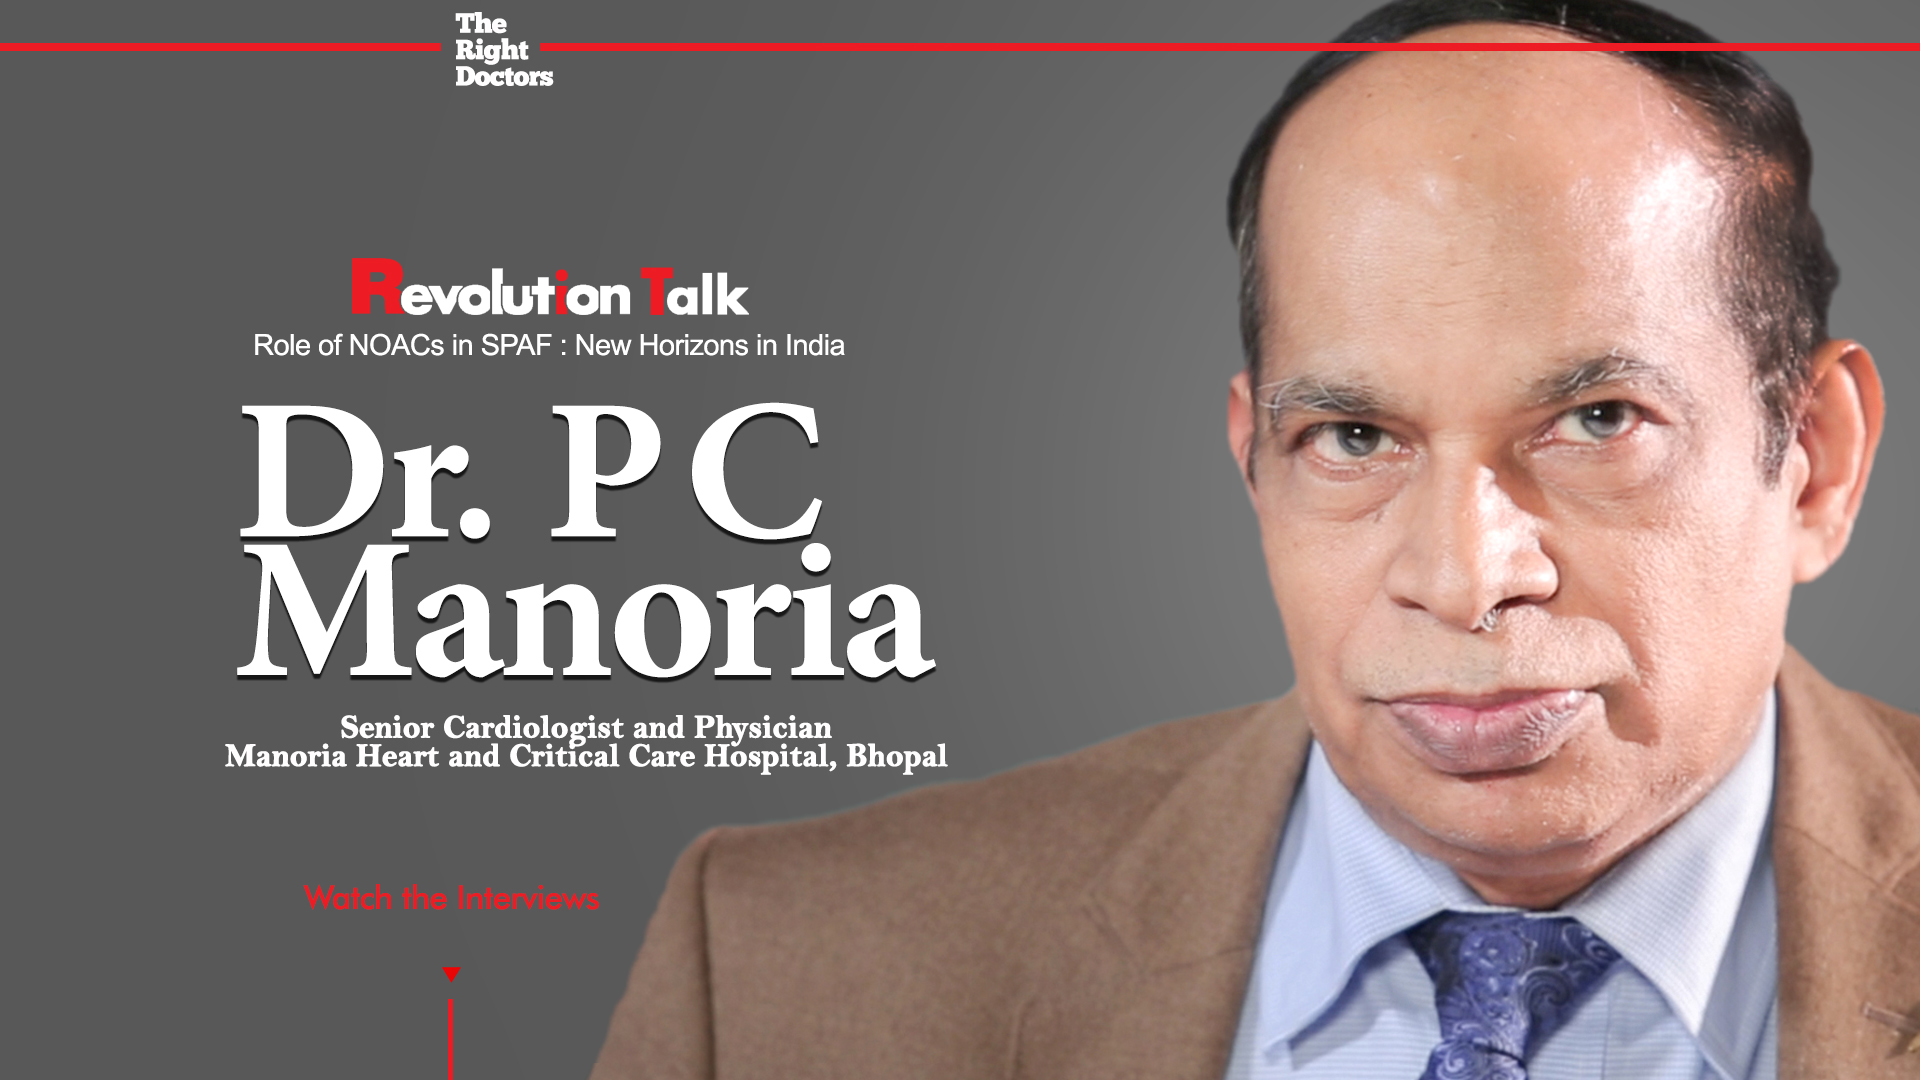 The
Right
Doctors
Revolution Talk
Role of NOACs in SPAF : New Horizons in India
Dr. P C
Manoria
Senior Cardiologist and Physician
Manoria Heart and Critical Care Hospital, Bhopal
Watch the Interviews